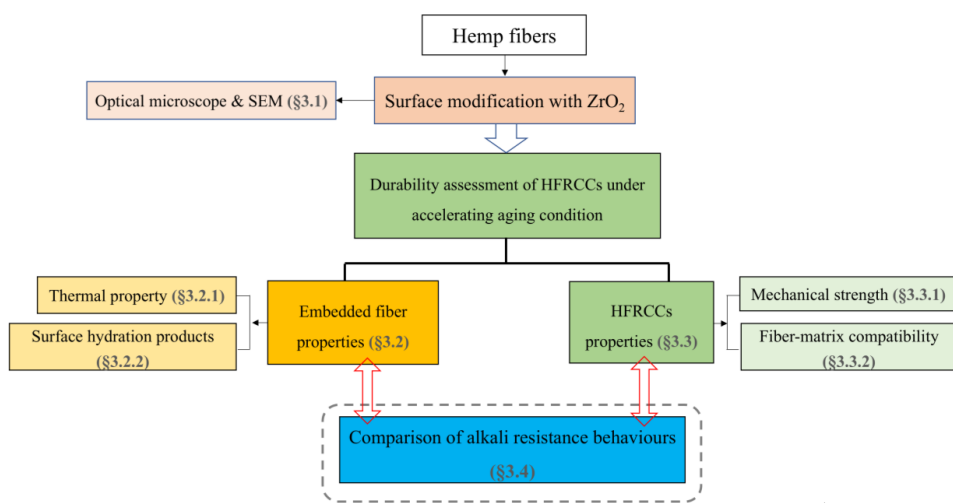 Hemp fibers
Optical microscope & SEM (§3.1)
Surface modification with ZrO₂
Durability assessment of HFRCCs under
accelerating aging condition
Thermal property (§3.2.1)
Surface hydration products
(§3.2.2)
Embedded fiber
properties (§3.2)
HFRCCs
properties (§3.3)
Mechanical strength (§3.3.1)
Fiber-matrix compatibility
(§3.3.2)
Comparison of alkali resistance behaviours
(§3.4)